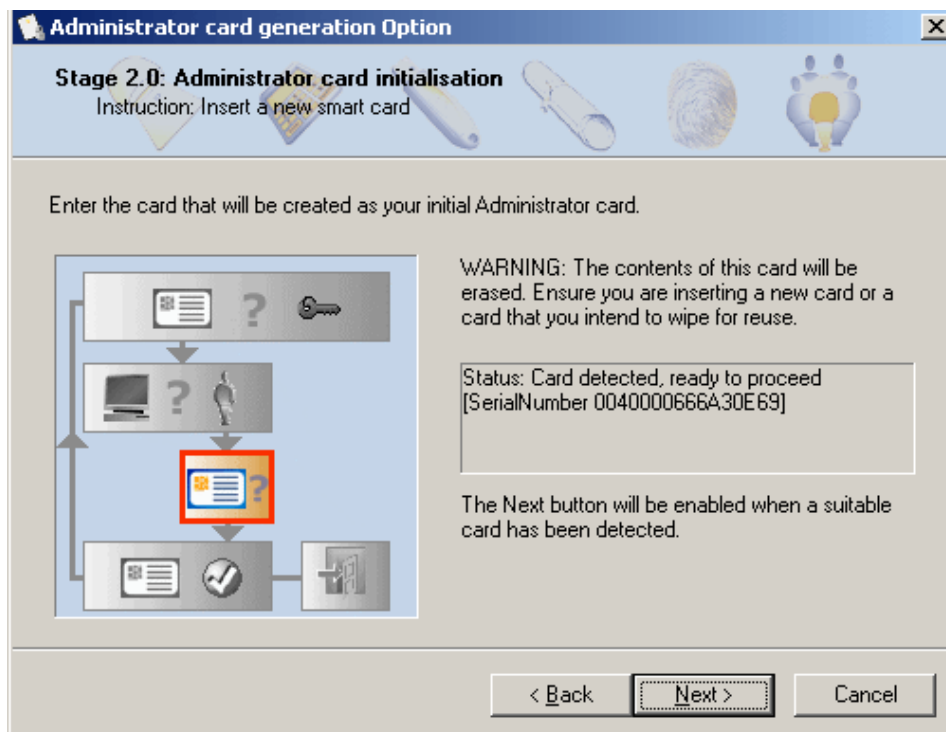 Administrator card generation Option
Stage 2.0: Administrator card initialisation
Instruction: Insert a new smart card
Enter the card that will be created as your initial Administrator card.
WARNING: The contents of this card will be
erased. Ensure you are inserting a new card or a
card that you intend to wipe for reuse.
Status: Card detected, ready to proceed
[SerialNumber 0040000666A30E69]
The Next button will be enabled when a suitable
card has been detected.
? 
?
?
< Back
Next >
Cancel